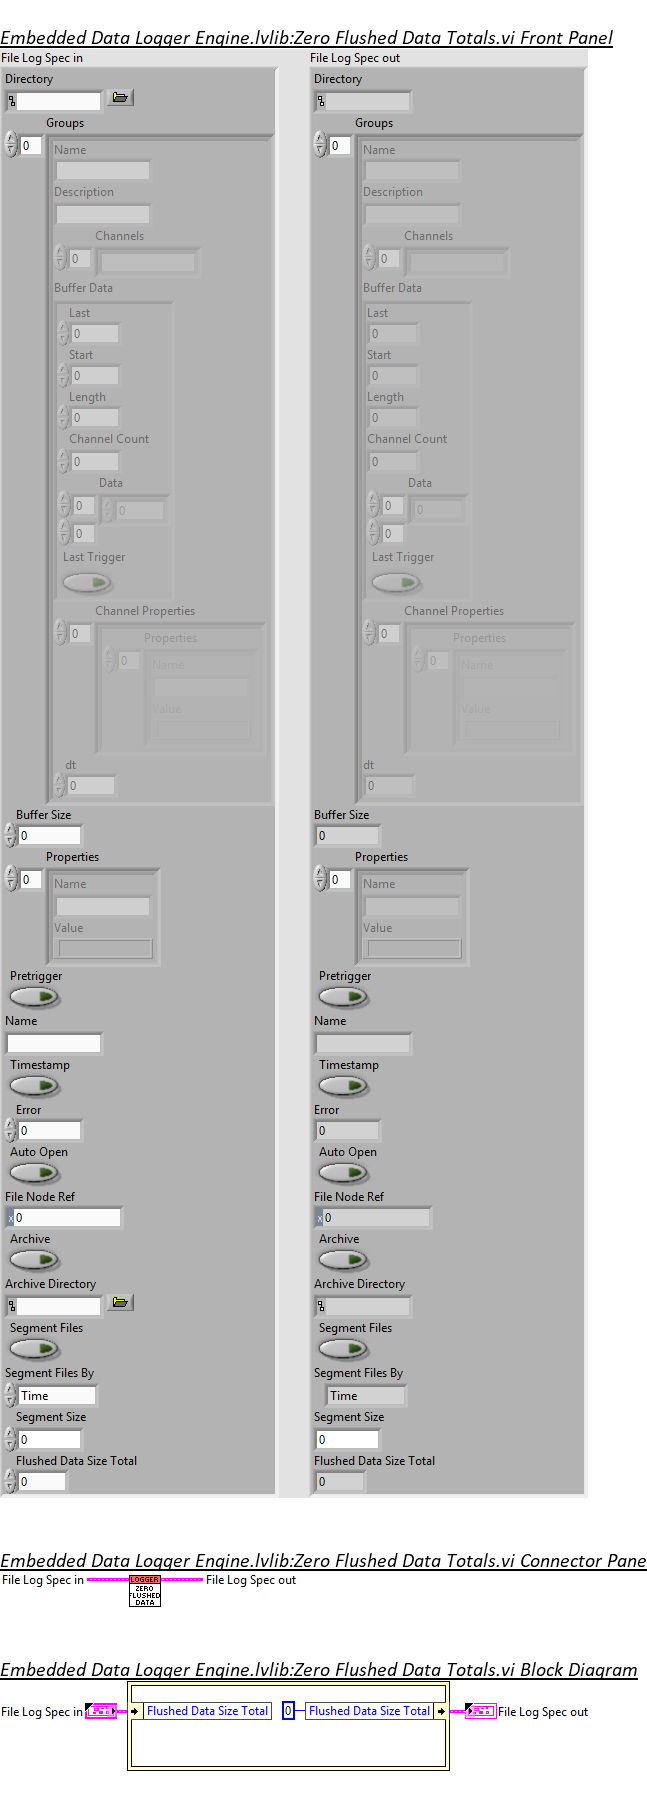 Embedded Data Logger Engine.lvlib:Zero Flushed Data Totals.vi Front Panel
File Log Spec in
Directory
Groups
0
Name
Description
Channels
0
Buffer Data
Last
0
Start
0
Length
0
Channel Count
0
Data
0
0
0
Last Trigger
Channel Properties
0
Properties
0
Name
Value
dt
0
Buffer Size
0
Properties
0
Name
Value
Pretrigger
Name
Timestamp
Error
0
Auto Open
File Node Ref
x 0
Archive
Archive Directory
Segment Files
Segment Files By
Time
Segment Size
0
Flushed Data Size Total
0
File Log Spec out
Directory
Groups
0
Name
Description
Channels
0
Buffer Data
Last
0
Start
0
Length
0
Channel Count
0
Data
0
0
0
Last Trigger
Channel Properties
0
Properties
0
Name
Value
dt
0
Buffer Size
0
Properties
0
Name
Value
Pretrigger
Name
Timestamp
Error
0
Auto Open
File Node Ref
x 0
Archive
Archive Directory
Segment Files
Segment Files By
Time
Segment Size
0
Flushed Data Size Total
0
Embedded Data Logger Engine.lvlib:Zero Flushed Data Totals.vi Connector Pane
File Log Spec in
LOGGER
ZERO
FLUSHED
DATA
File Log Spec out
Embedded Data Logger Engine.lvlib:Zero Flushed Data Totals.vi Block Diagram
File Log Spec in
Flushed Data Size Total
0
Flushed Data Size Total
File Log Spec out